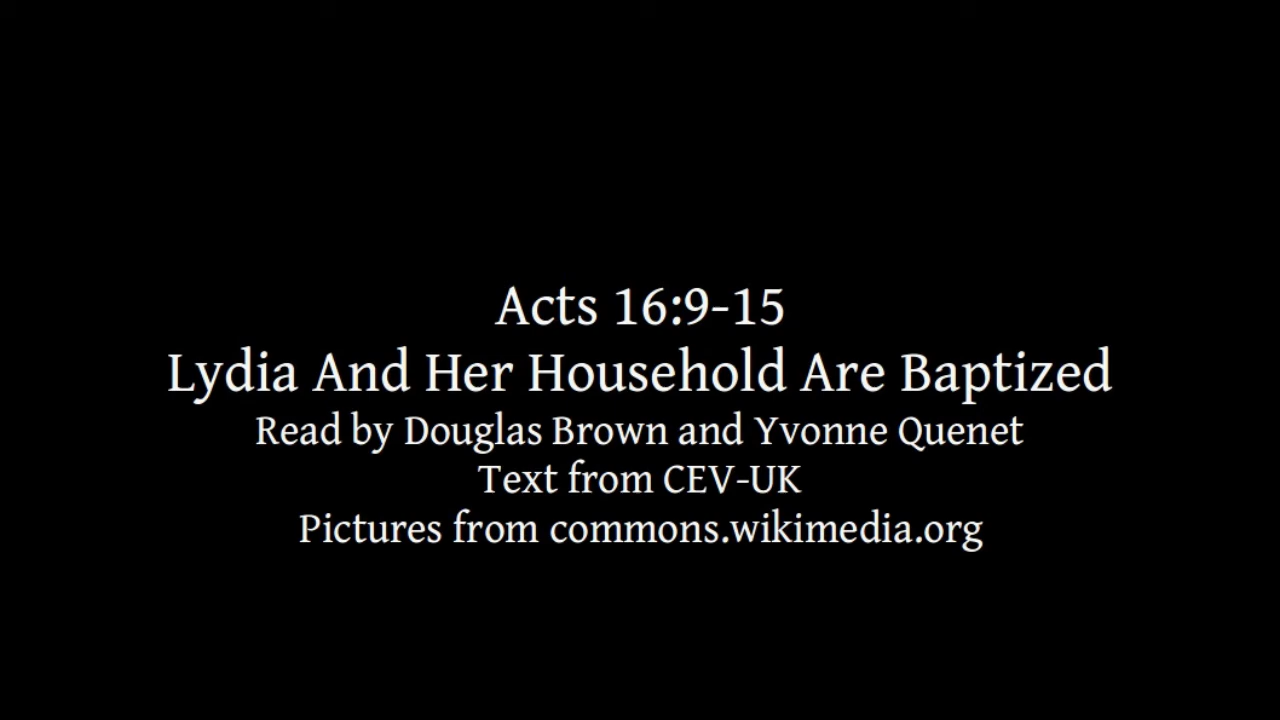 Acts 16:9-15
Lydia And Her Household Are Baptized
Read by Douglas Brown and Yvonne Quenet
Text from CEV-UK
Pictures from commons.wikimedia.org